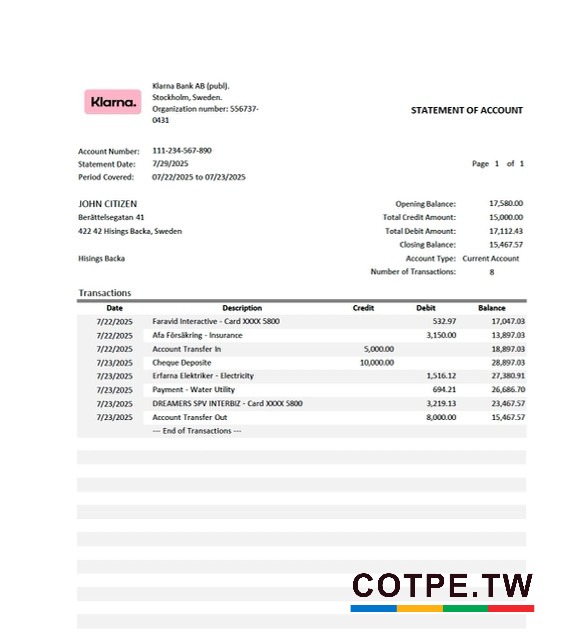 Klarna.
Klarna Bank AB (publ).
Stockholm, Sweden.
Organization number: 556737-
0431
STATEMENT OF ACCOUNT
Account Number: 111-234-567-890
Statement Date: 7/29/2025 Page 1 of 1
Period Covered: 07/22/2025 to 07/23/2025
JOHN CITIZEN Opening Balance: 17,580.00
Berättelsegatan 41 Total Credit Amount: 15,000.00
422 42 Hisings Backa, Sweden Total Debit Amount: 17,112.43
Closing Balance: 15,467.57
Hisings Backa Account Type: Current Account
Number of Transactions: 8
Transactions
Date Description Credit Debit Balance
7/22/2025 Faravid Interactive - Card XXXX 5800 532.97 17,047.03
7/22/2025 Afa Försäkring - Insurance 3,150.00 13,897.03
7/22/2025 Account Transfer In 5,000.00 18,897.03
7/23/2025 Cheque Deposite 10,000.00 28,897.03
7/23/2025 Erfarna Elektriker - Electricity 1,516.12 27,380.91
7/23/2025 Payment - Water Utility 694.21 26,686.70
7/23/2025 DREAMERS SPV INTERBIZ - Card XXXX 5800 3,219.13 23,467.57
7/23/2025 Account Transfer Out 8,000.00 15,467.57
--- End of Transactions ---
COTPE.TW